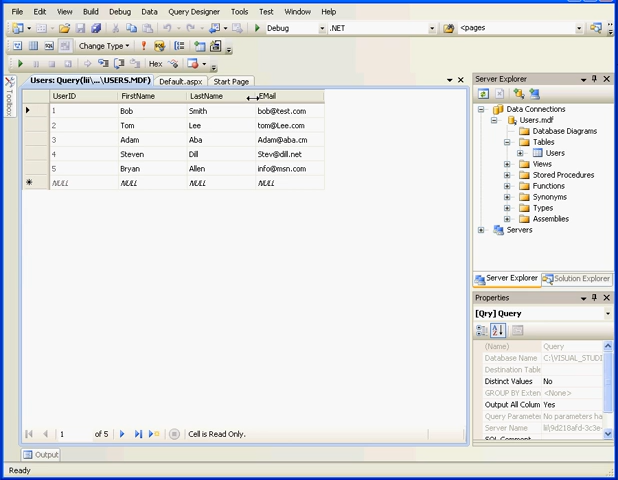 File Edit View Build Debug Data Query Designer Tools Test Window Help
Debug .NET <pages
Change Type
Hex
Users: Query(lil\...\USERS.MDF) Default.aspx Start Page
Toolbox
UserID FirstName LastName EMail
1 Bob Smith bob@test.com
2 Tom Lee tom@Lee.com
3 Adam Aba Adam@aba.cm
4 Steven Dill Stev@dill.net
5 Bryan Allen info@msn.com
NULL NULL NULL NULL
1 of 5 Cell is Read Only.
Server Explorer
Data Connections
Users.mdf
Database Diagrams
Tables
Users
Views
Stored Procedures
Functions
Synonyms
Types
Assemblies
Servers
Server Explorer Solution Explorer
Properties
[Qry] Query
(Name) Query
Database Name C:\VISUAL_STUD
Destination Table
Distinct Values No
GROUP BY Exten <None>
Output All Colum Yes
Query Parameter No parameters ha
Server Name lil\9d218afd-3c3e-
SQL Comment
Output
Ready